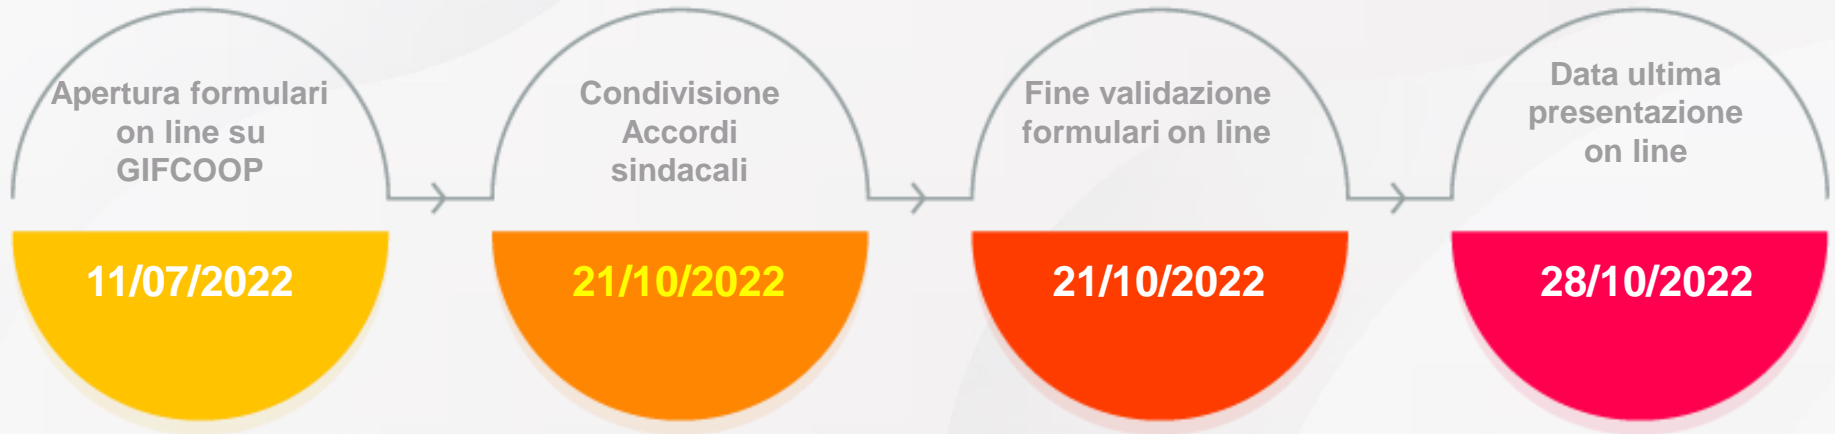 Apertura formulari
on line su
GIFCOOP
11/07/2022
Condivisione
Accordi
sindacali
21/10/2022
Fine validazione
formulari on line
21/10/2022
Data ultima
presentazione
on line
28/10/2022